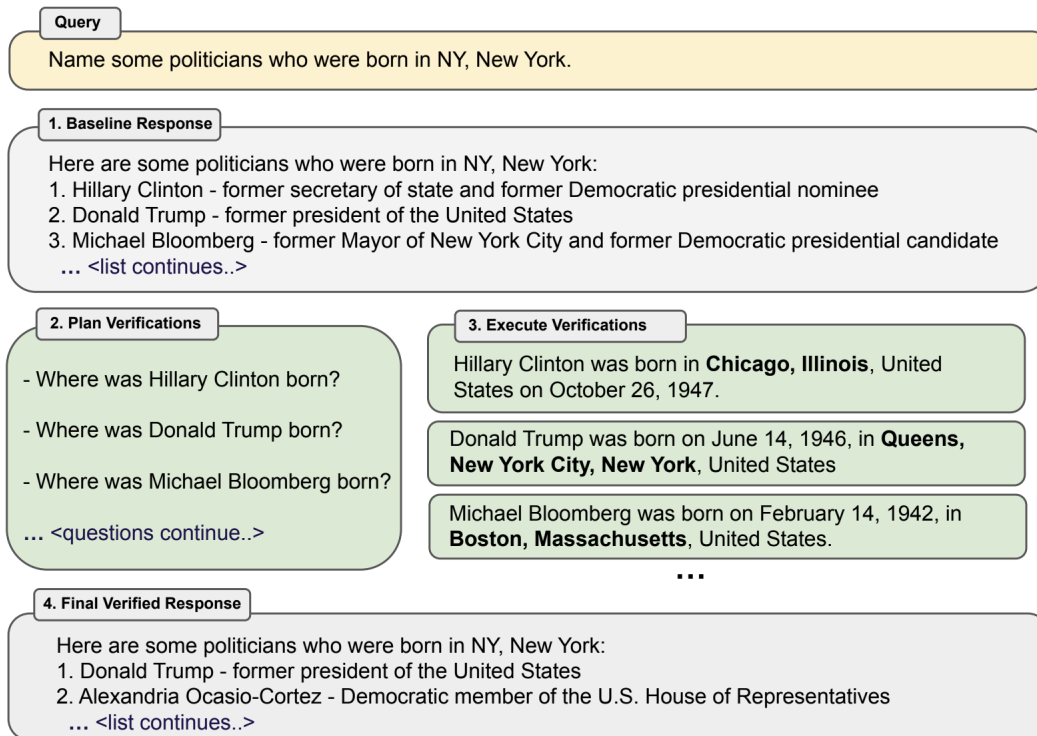 Query
Name some politicians who were born in NY, New York.
1. Baseline Response
Here are some politicians who were born in NY, New York:
1. Hillary Clinton - former secretary of state and former Democratic presidential nominee
2. Donald Trump - former president of the United States
3. Michael Bloomberg - former Mayor of New York City and former Democratic presidential candidate
... <list continues..>
2. Plan Verifications
- Where was Hillary Clinton born?
- Where was Donald Trump born?
- Where was Michael Bloomberg born?
... <questions continue..>
3. Execute Verifications
Hillary Clinton was born in Chicago, Illinois, United
States on October 26, 1947.
Donald Trump was born on June 14, 1946, in Queens,
New York City, New York, United States
Michael Bloomberg was born on February 14, 1942, in
Boston, Massachusetts, United States.
...
4. Final Verified Response
Here are some politicians who were born in NY, New York:
1. Donald Trump - former president of the United States
2. Alexandria Ocasio-Cortez - Democratic member of the U.S. House of Representatives
... <list continues..>